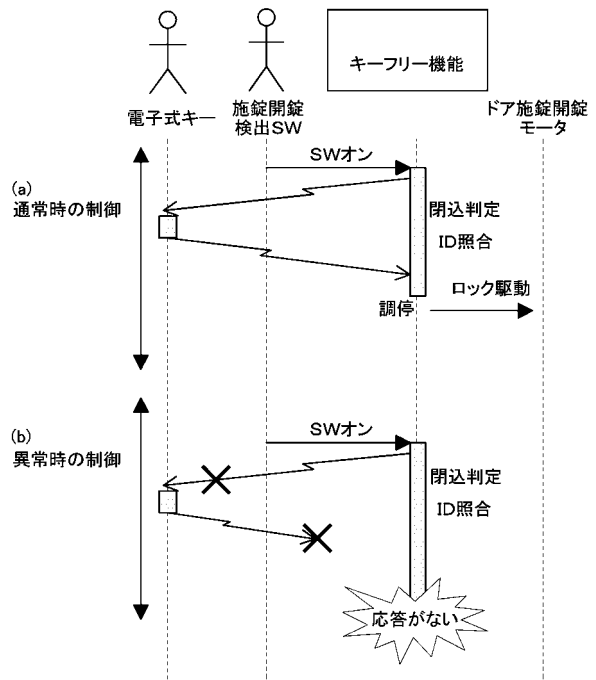 キーフリー機能
電子式キー
施錠開錠
検出SW
ドア施錠開錠
モータ
(a)
通常時の制御
SWオン
閉込判定
ID照合
調停
ロック駆動
(b)
異常時の制御
SWオン
閉込判定
ID照合
応答がない